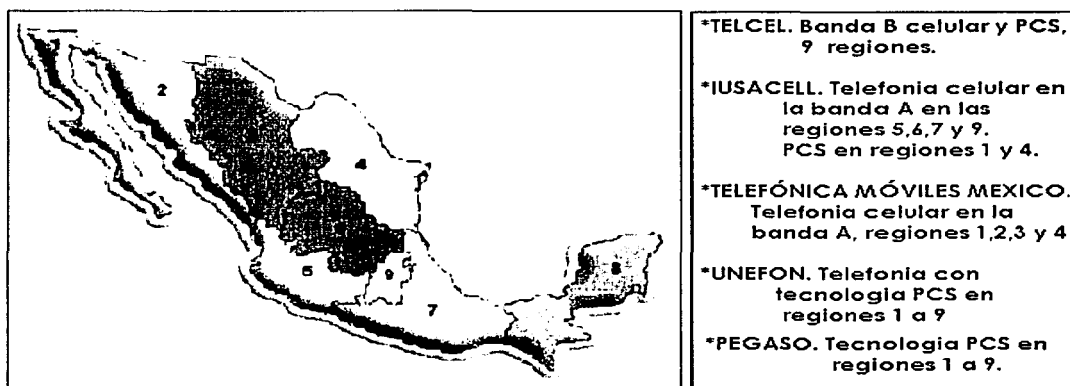 1
2
4
5
9
7
8
*TELCEL. Banda B celular y PCS,
9 regiones.
*IUSACELL. Telefonia celular en
la banda A en las
regiones 5,6,7 y 9.
PCS en regiones 1 y 4.
*TELEFÓNICA MÓVILES MEXICO.
Telefonia celular en la
banda A, regiones 1,2,3 y 4
*UNEFON. Telefonia con
tecnologia PCS en
regiones 1 a 9
*PEGASO. Tecnologia PCS en
regiones 1 a 9.